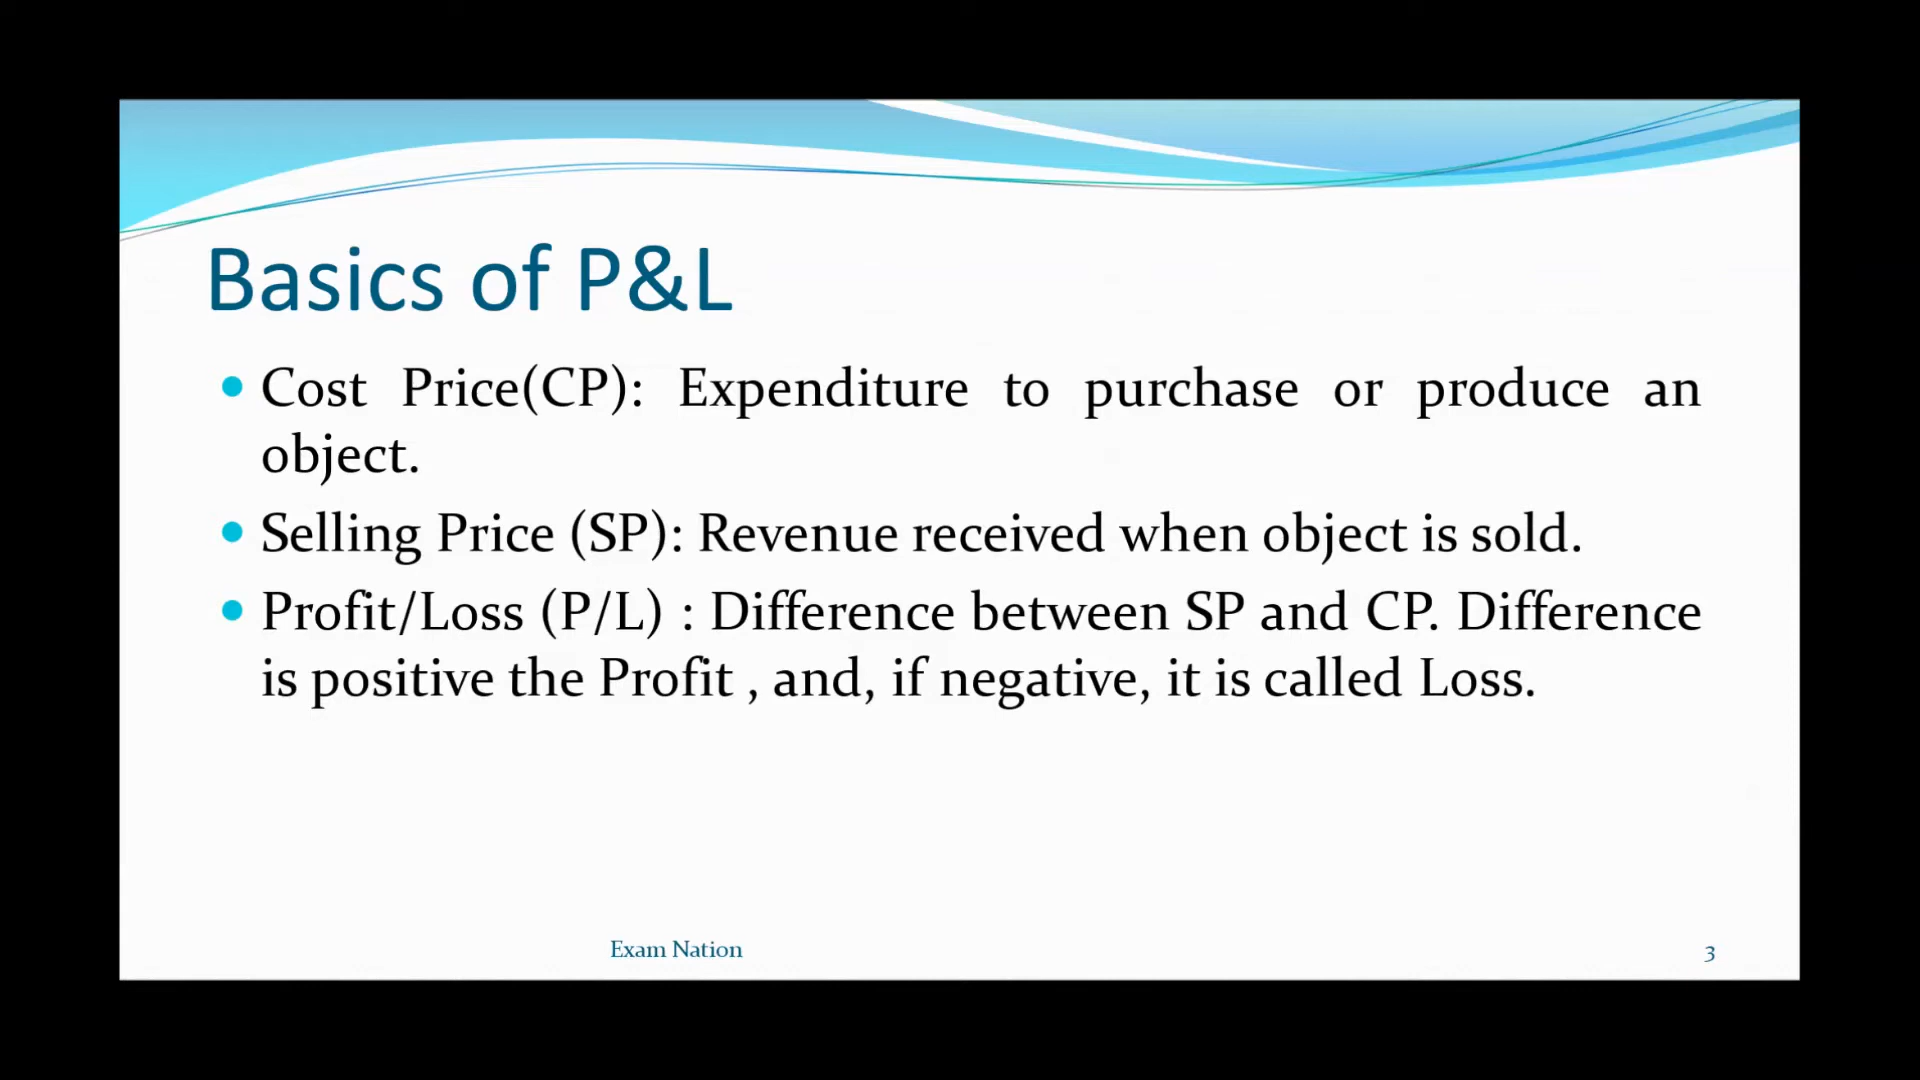 Basics of P&L
• Cost Price(CP): Expenditure to purchase or produce an
object.
• Selling Price (SP): Revenue received when object is sold.
• Profit/Loss (P/L) : Difference between SP and CP. Difference
is positive the Profit , and, if negative, it is called Loss.
Exam Nation
3